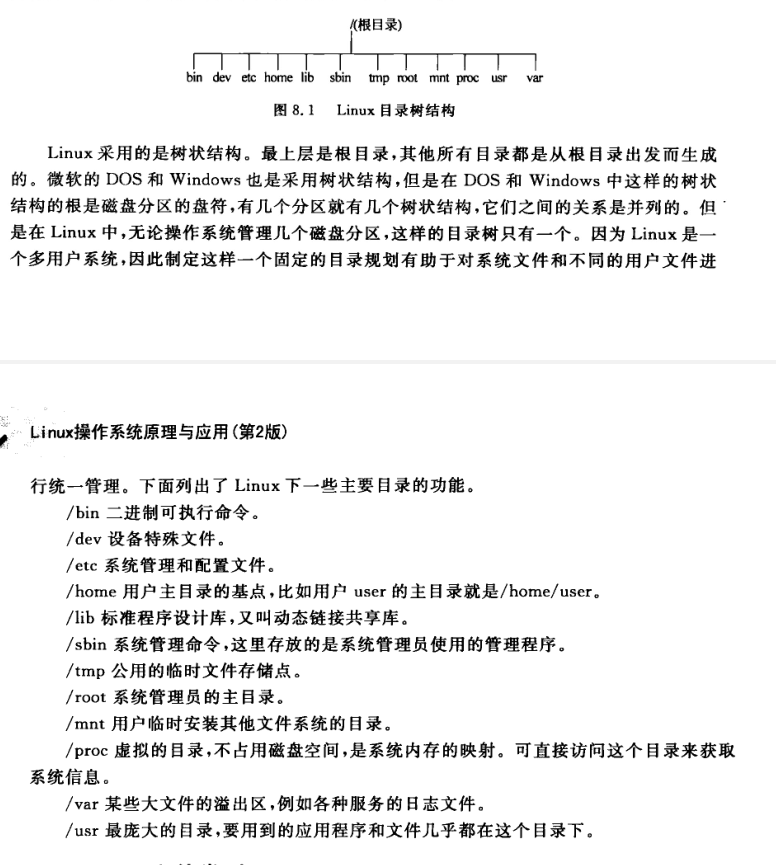 /(根目录)
bin dev etc home lib sbin tmp root mnt proc usr var
图 8.1 Linux 目录树结构
Linux 采用的是树状结构。最上层是根目录,其他所有目录都是从根目录出发而生成
的。微软的 DOS 和 Windows 也是采用树状结构,但是在 DOS 和 Windows 中这样的树状
结构的根是磁盘分区的盘符,有几个分区就有几个树状结构,它们之间的关系是并列的。但
是在 Linux 中,无论操作系统管理几个磁盘分区,这样的目录树只有一个。因为 Linux 是一
个多用户系统,因此制定这样一个固定的目录规划有助于对系统文件和不同的用户文件进
Linux操作系统原理与应用(第2版)
行统一管理。下面列出了 Linux 下一些主要目录的功能。
/bin 二进制可执行命令。
/dev 设备特殊文件。
/etc 系统管理和配置文件。
/home 用户主目录的基点,比如用户 user 的主目录就是/home/user。
/lib 标准程序设计库,又叫动态链接共享库。
/sbin 系统管理命令,这里存放的是系统管理员使用的管理程序。
/tmp 公用的临时文件存储点。
/root 系统管理员的主目录。
/mnt 用户临时安装其他文件系统的目录。
/proc 虚拟的目录,不占用磁盘空间,是系统内存的映射。可直接访问这个目录来获取
系统信息。
/var 某些大文件的溢出区,例如各种服务的日志文件。
/usr 最庞大的目录,要用到的应用程序和文件几乎都在这个目录下。